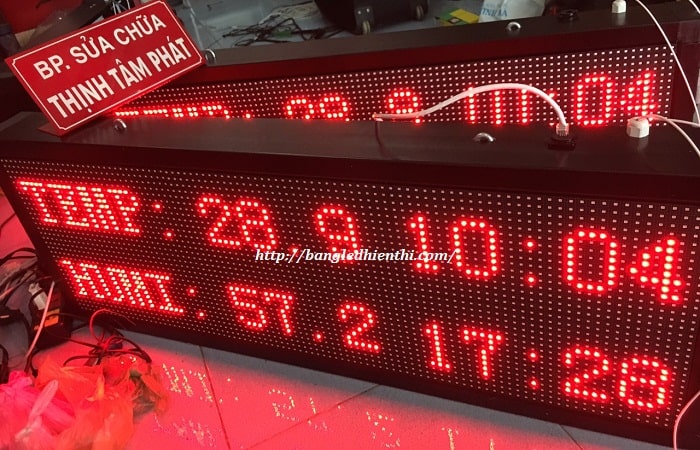 BP. SỬA CHỮA
THỊNH TÂM PHÁT
TEMP: 28 9 10:04
HUMI: 57.2 17:28
http://bangledhienthi.com/